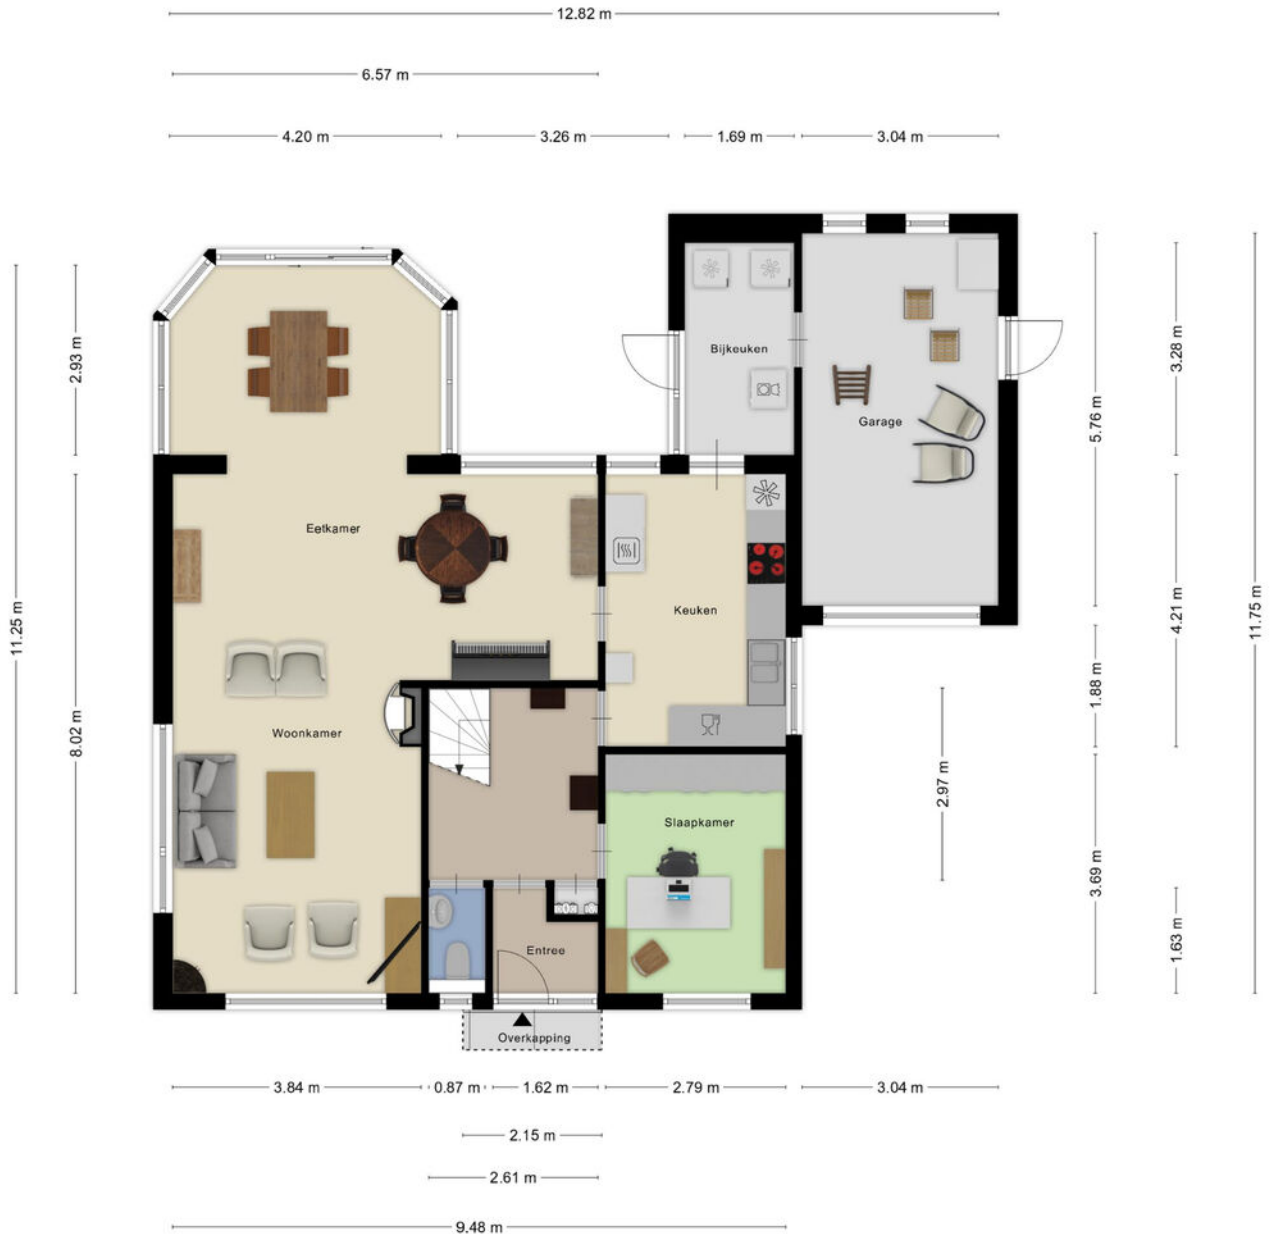 12.82 m
6.57 m
4.20 m
3.26 m
1.69 m
3.04 m
11.25 m
2.93 m
8.02 m
Bijkeuken
Garage
Eetkamer
Keuken
Woonkamer
Slaapkamer
Entree
Overkapping
5.76 m
3.28 m
4.21 m
11.75 m
1.88 m
2.97 m
3.69 m
1.63 m
3.84 m
0.87 m
1.62 m
2.79 m
3.04 m
2.15 m
2.61 m
9.48 m